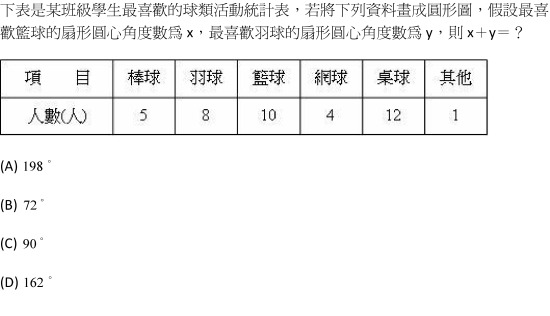 下表是某班級學生最喜歡的球類活動統計表，若將下列資料畫成圓形圖，假設最喜
歡籃球的扇形圓心角度數爲 x，最喜歡羽球的扇形圓心角度數爲 y，則 x＋y＝？
項 目 棒球 羽球 籃球 網球 桌球 其他
人數(人) 5 8 10 4 12 1
(A) 198°
(B) 72°
(C) 90°
(D) 162°